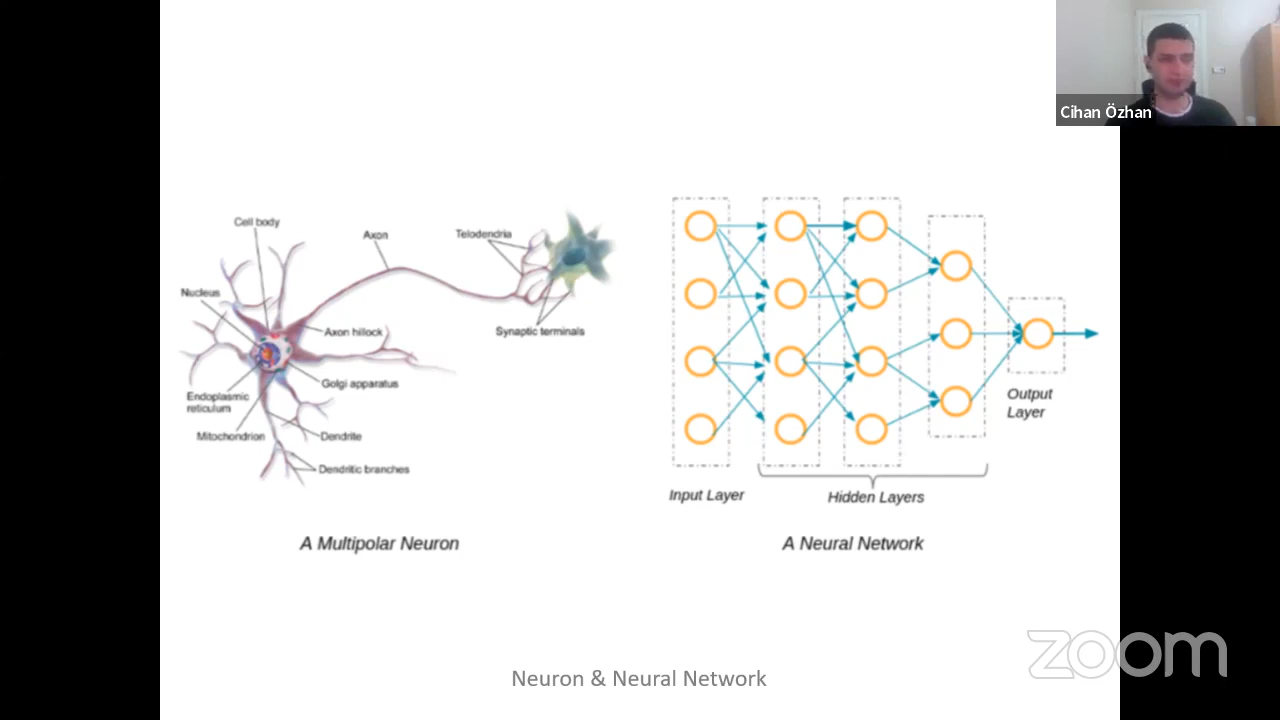 Cihan Özhan
Cell body
Axon
Telodendria
Nucleus
Axon hillock
Synaptic terminals
Golgi apparatus
Endoplasmic
reticulum
Mitochondrion
Dendrite
Dendritic branches
A Multipolar Neuron
Output
Layer
Input Layer
Hidden Layers
A Neural Network
Neuron & Neural Network
zoom